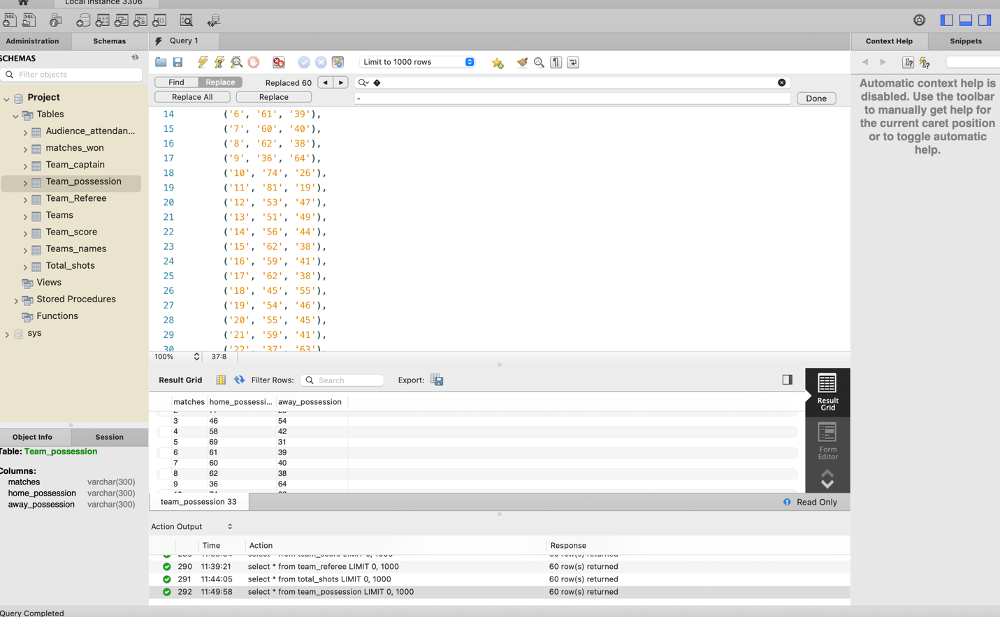 Local instance 3306
Administration
Schemas
Query 1
Context Help
Snippets
SCHEMAS
Filter objects
Project
Tables
Audience_attendan...
matches_won
Team_captain
Team_possession
Team_Referee
Teams
Team_score
Teams_names
Total_shots
Views
Stored Procedures
Functions
sys
Limit to 1000 rows
Find
Replace
Replaced 60
Replace All
Replace
-
Done
14 ('6', '61', '39'),
15 ('7', '60', '40'),
16 ('8', '62', '38'),
17 ('9', '36', '64'),
18 ('10', '74', '26'),
19 ('11', '81', '19'),
20 ('12', '53', '47'),
21 ('13', '51', '49'),
22 ('14', '56', '44'),
23 ('15', '62', '38'),
24 ('16', '59', '41'),
25 ('17', '62', '38'),
26 ('18', '45', '55'),
27 ('19', '54', '46'),
28 ('20', '55', '45'),
29 ('21', '59', '41'),
30 ('22', '37', '63'),
100%
37:8
Automatic context help is
disabled. Use the toolbar
to manually get help for
the current caret position
or to toggle automatic
help.
Result Grid
Filter Rows:
Search
Export:
matches home_possessi... away_possession
3 46 54
4 58 42
5 69 31
6 61 39
7 60 40
8 62 38
9 36 64
Result
Grid
Form
Editor
team_possession 33
Read Only
Object Info
Session
Table: Team_possession
Columns:
matches varchar(300)
home_possession varchar(300)
away_possession varchar(300)
Action Output
Time Action Response
290 11:39:21 select * from team_referee LIMIT 0, 1000 60 row(s) returned
291 11:44:05 select * from total_shots LIMIT 0, 1000 60 row(s) returned
292 11:49:58 select * from team_possession LIMIT 0, 1000 60 row(s) returned
Query Completed